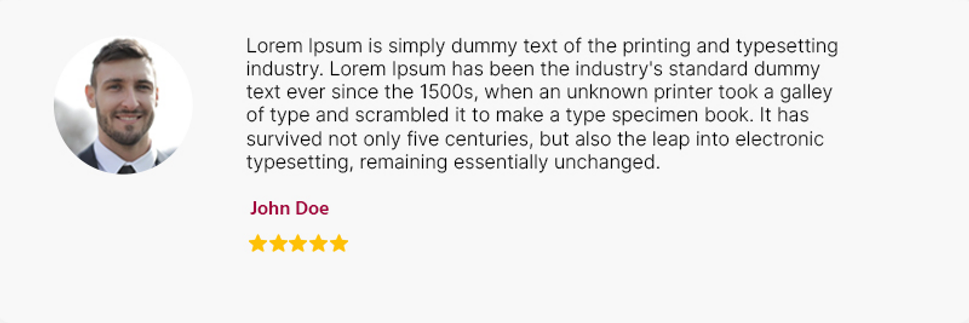 Lorem Ipsum is simply dummy text of the printing and typesetting
industry. Lorem Ipsum has been the industry's standard dummy
text ever since the 1500s, when an unknown printer took a galley
of type and scrambled it to make a type specimen book. It has
survived not only five centuries, but also the leap into electronic
typesetting, remaining essentially unchanged.
John Doe